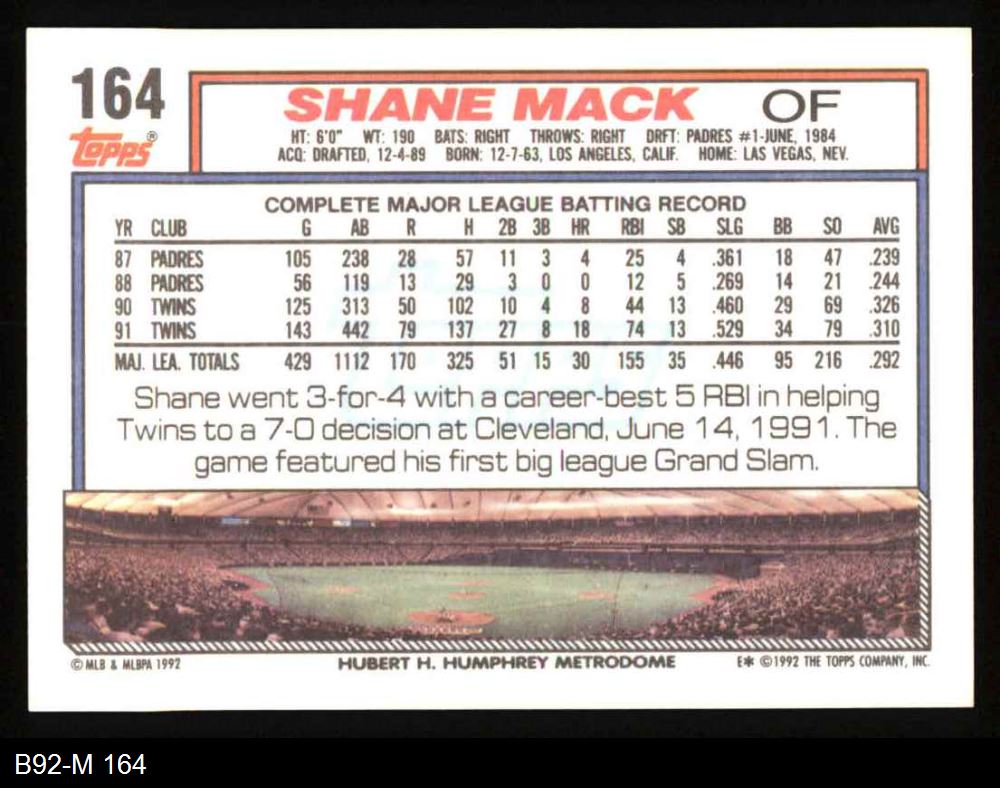 164
Topps®
SHANE MACK OF
HT: 6'0" WT: 190 BATS: RIGHT THROWS: RIGHT DRFT: PADRES #1-JUNE, 1984
ACQ: DRAFTED, 12-4-89 BORN: 12-7-63, LOS ANGELES, CALIF. HOME: LAS VEGAS, NEV.
COMPLETE MAJOR LEAGUE BATTING RECORD
YR CLUB G AB R H 2B 3B HR RBI SB SLG BB SO AVG
87 PADRES 105 238 28 57 11 3 4 25 4 .361 18 47 .239
88 PADRES 56 119 13 29 3 0 0 12 5 .269 14 21 .244
90 TWINS 125 313 50 102 10 4 8 44 13 .460 29 69 .326
91 TWINS 143 442 79 137 27 8 18 74 13 .529 34 79 .310
MAJ. LEA. TOTALS 429 1112 170 325 51 15 30 155 35 .446 95 216 .292
Shane went 3-for-4 with a career-best 5 RBI in helping
Twins to a 7-0 decision at Cleveland, June 14, 1991. The
game featured his first big league Grand Slam.
© MLB & MLBPA 1992 HUBERT H. HUMPHREY METRODOME E* ©1992 THE TOPPS COMPANY, INC.
B92-M 164